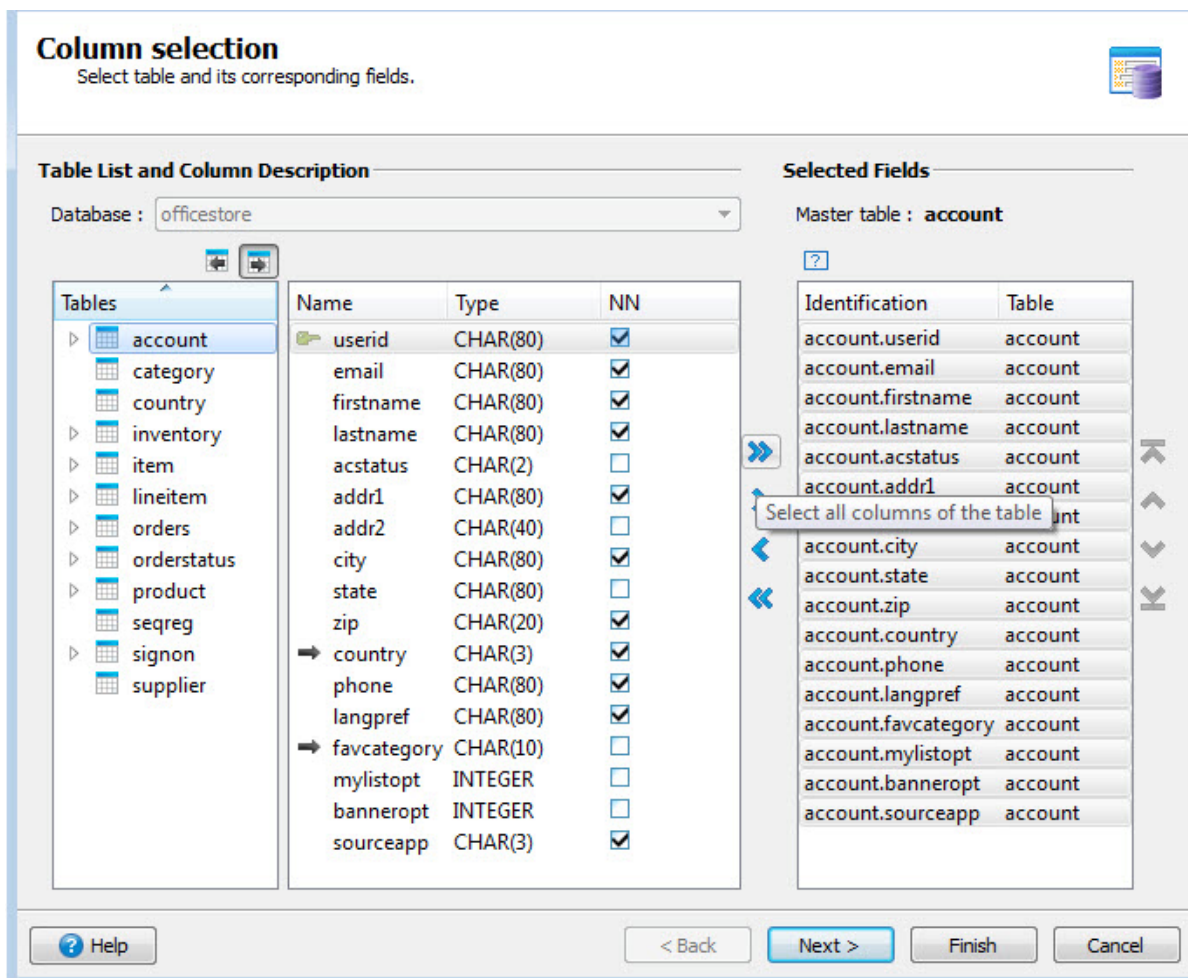 Column selection
Select table and its corresponding fields.
Table List and Column Description
Database : officestore
Tables
account
category
country
inventory
item
lineitem
orders
orderstatus
product
seqreg
signon
supplier
Name Type NN
userid CHAR(80)
email CHAR(80)
firstname CHAR(80)
lastname CHAR(80)
acstatus CHAR(2)
addr1 CHAR(80)
addr2 CHAR(40)
city CHAR(80)
state CHAR(80)
zip CHAR(20)
country CHAR(3)
phone CHAR(80)
langpref CHAR(80)
favcategory CHAR(10)
mylistopt INTEGER
banneropt INTEGER
sourceapp CHAR(3)
Selected Fields
Master table : account
?
Identification Table
account.userid account
account.email account
account.firstname account
account.lastname account
account.acstatus account
account.addr1 account
Select all columns of the table
account.city account
account.state account
account.zip account
account.country account
account.phone account
account.langpref account
account.favcategory account
account.mylistopt account
account.banneropt account
account.sourceapp account
? Help
< Back
Next >
Finish
Cancel